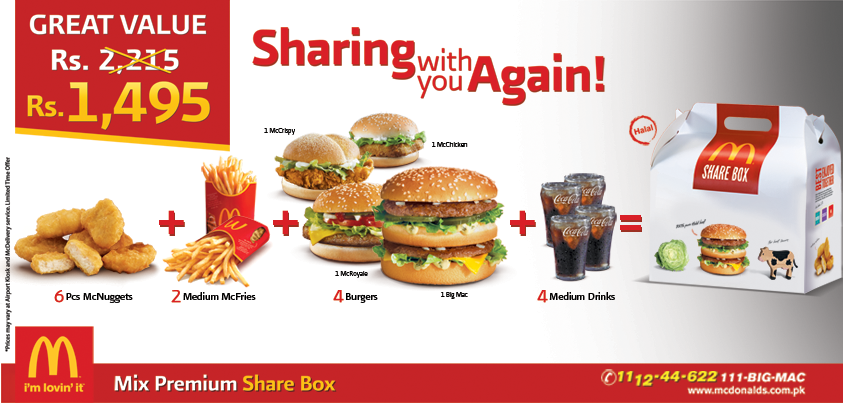 GREAT VALUE
Rs. 2,215
Rs. 1,495
Sharing with you Again!
*Prices may vary at Airport Kiosk and McDelivery service. Limited Time Offer
1 McCrispy
1 McChicken
1 McRoyale
1 Big Mac
Coca-Cola
Halal
SHARE BOX
+ + + =
6 Pcs McNuggets
2 Medium McFries
4 Burgers
4 Medium Drinks
i'm lovin' it
Mix Premium Share Box
1112-44-622 111-BIG-MAC
www.mcdonalds.com.pk